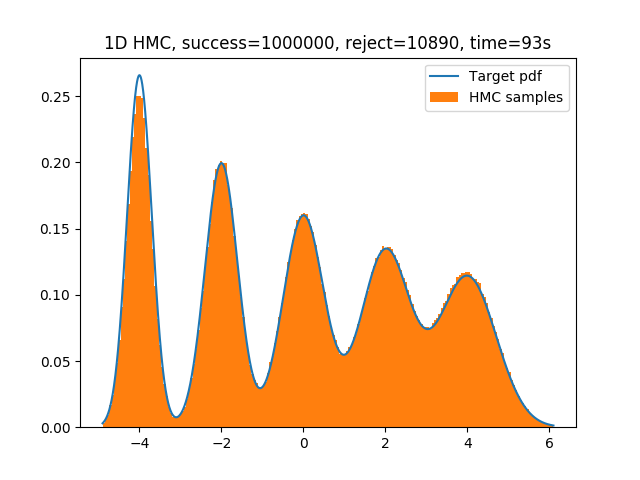 1D HMC, success=1000000, reject=10890, time=93s
Target pdf
HMC samples
0.25
0.20
0.15
0.10
0.05
0.00
−4 −2 0 2 4 6